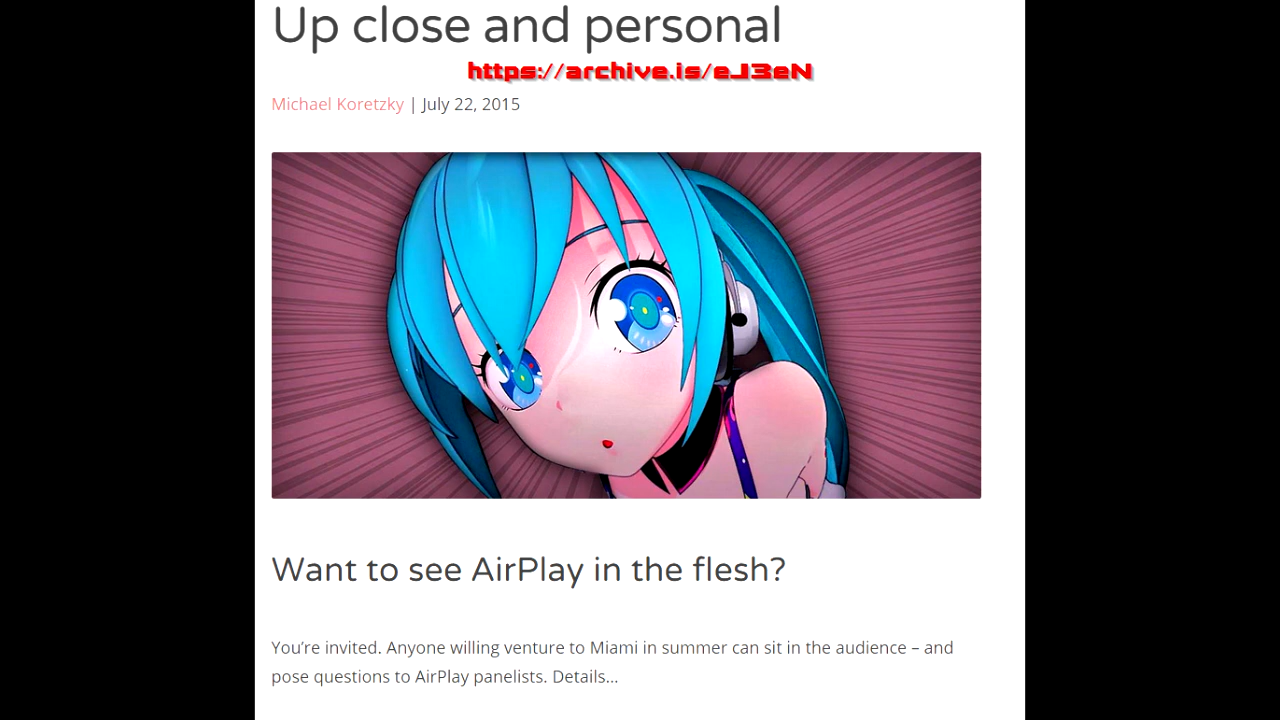 Up close and personal
https://archive.is/eJ3eN
Michael Koretzky | July 22, 2015
Want to see AirPlay in the flesh?
You’re invited. Anyone willing venture to Miami in summer can sit in the audience – and
pose questions to AirPlay panelists. Details...